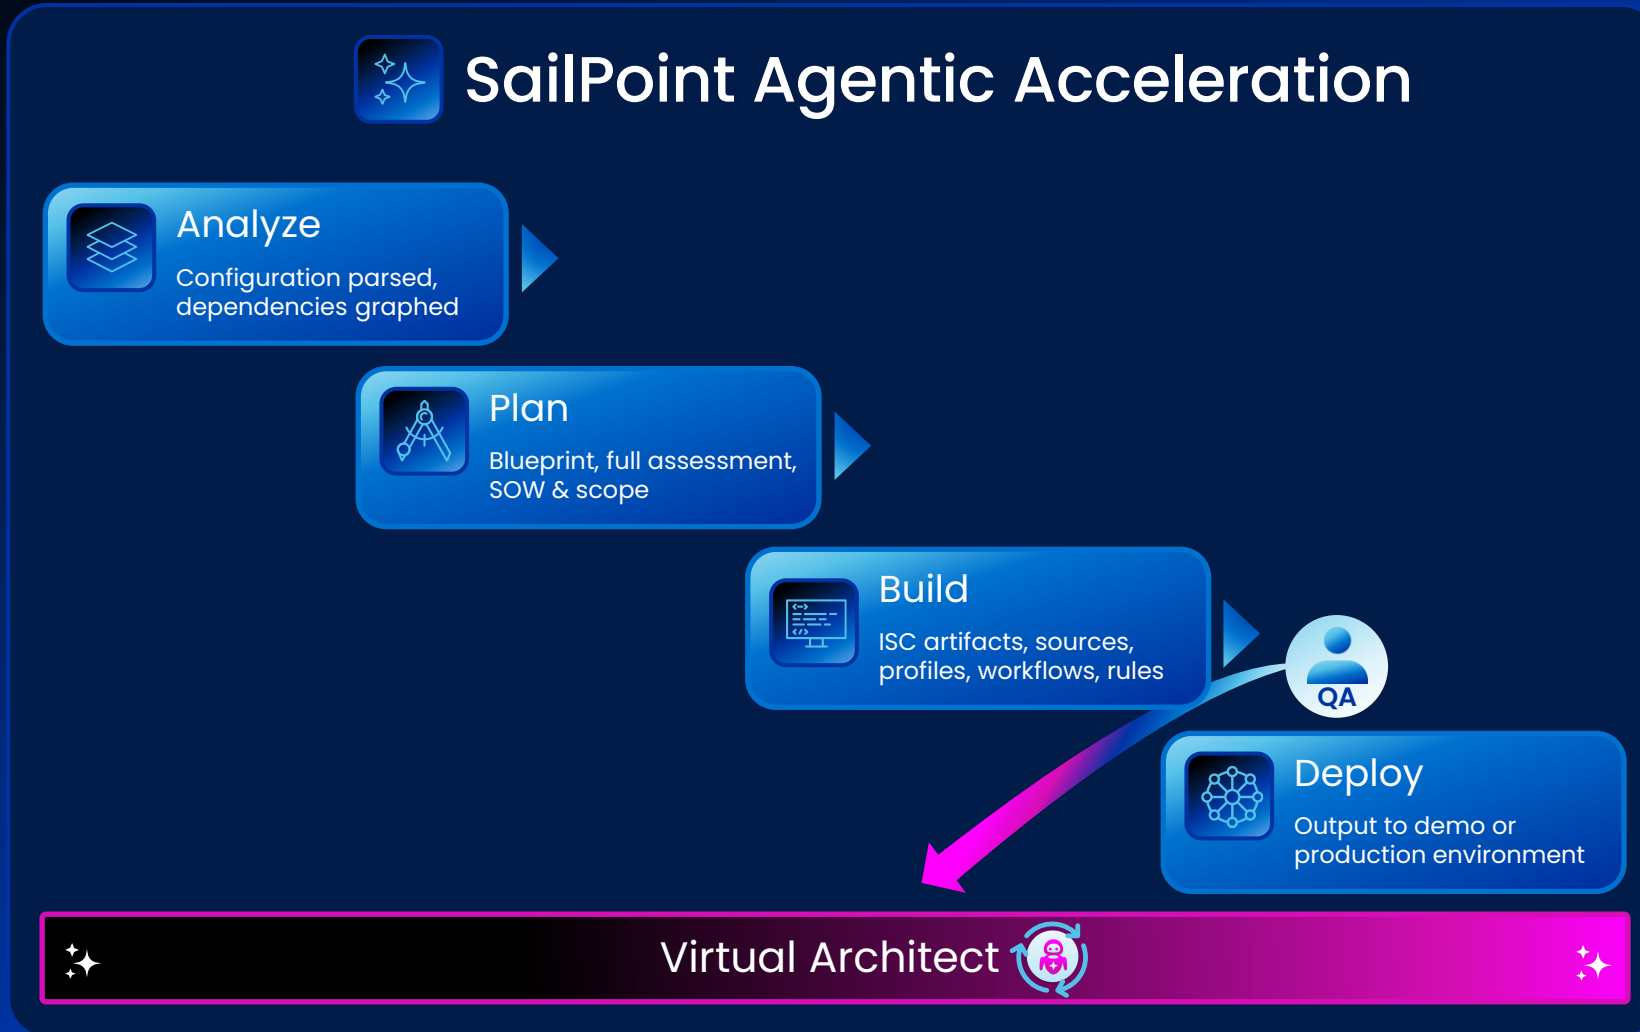 SailPoint Agentic Acceleration
Analyze
Configuration parsed,
dependencies graphed
Plan
Blueprint, full assessment,
SOW & scope
Build
ISC artifacts, sources,
profiles, workflows, rules
QA
Deploy
Output to demo or
production environment
Virtual Architect